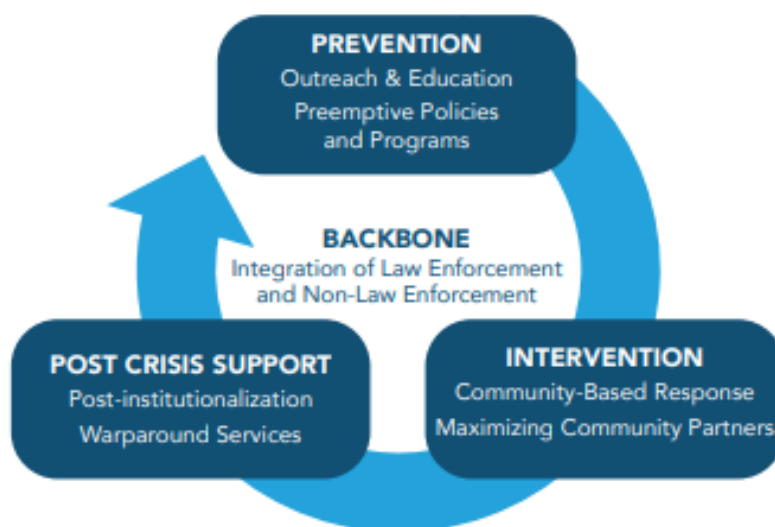 PREVENTION
Outreach & Education
Preemptive Policies
and Programs
BACKBONE
Integration of Law Enforcement
and Non-Law Enforcement
POST CRISIS SUPPORT
Post-institutionalization
Warparound Services
INTERVENTION
Community-Based Response
Maximizing Community Partners